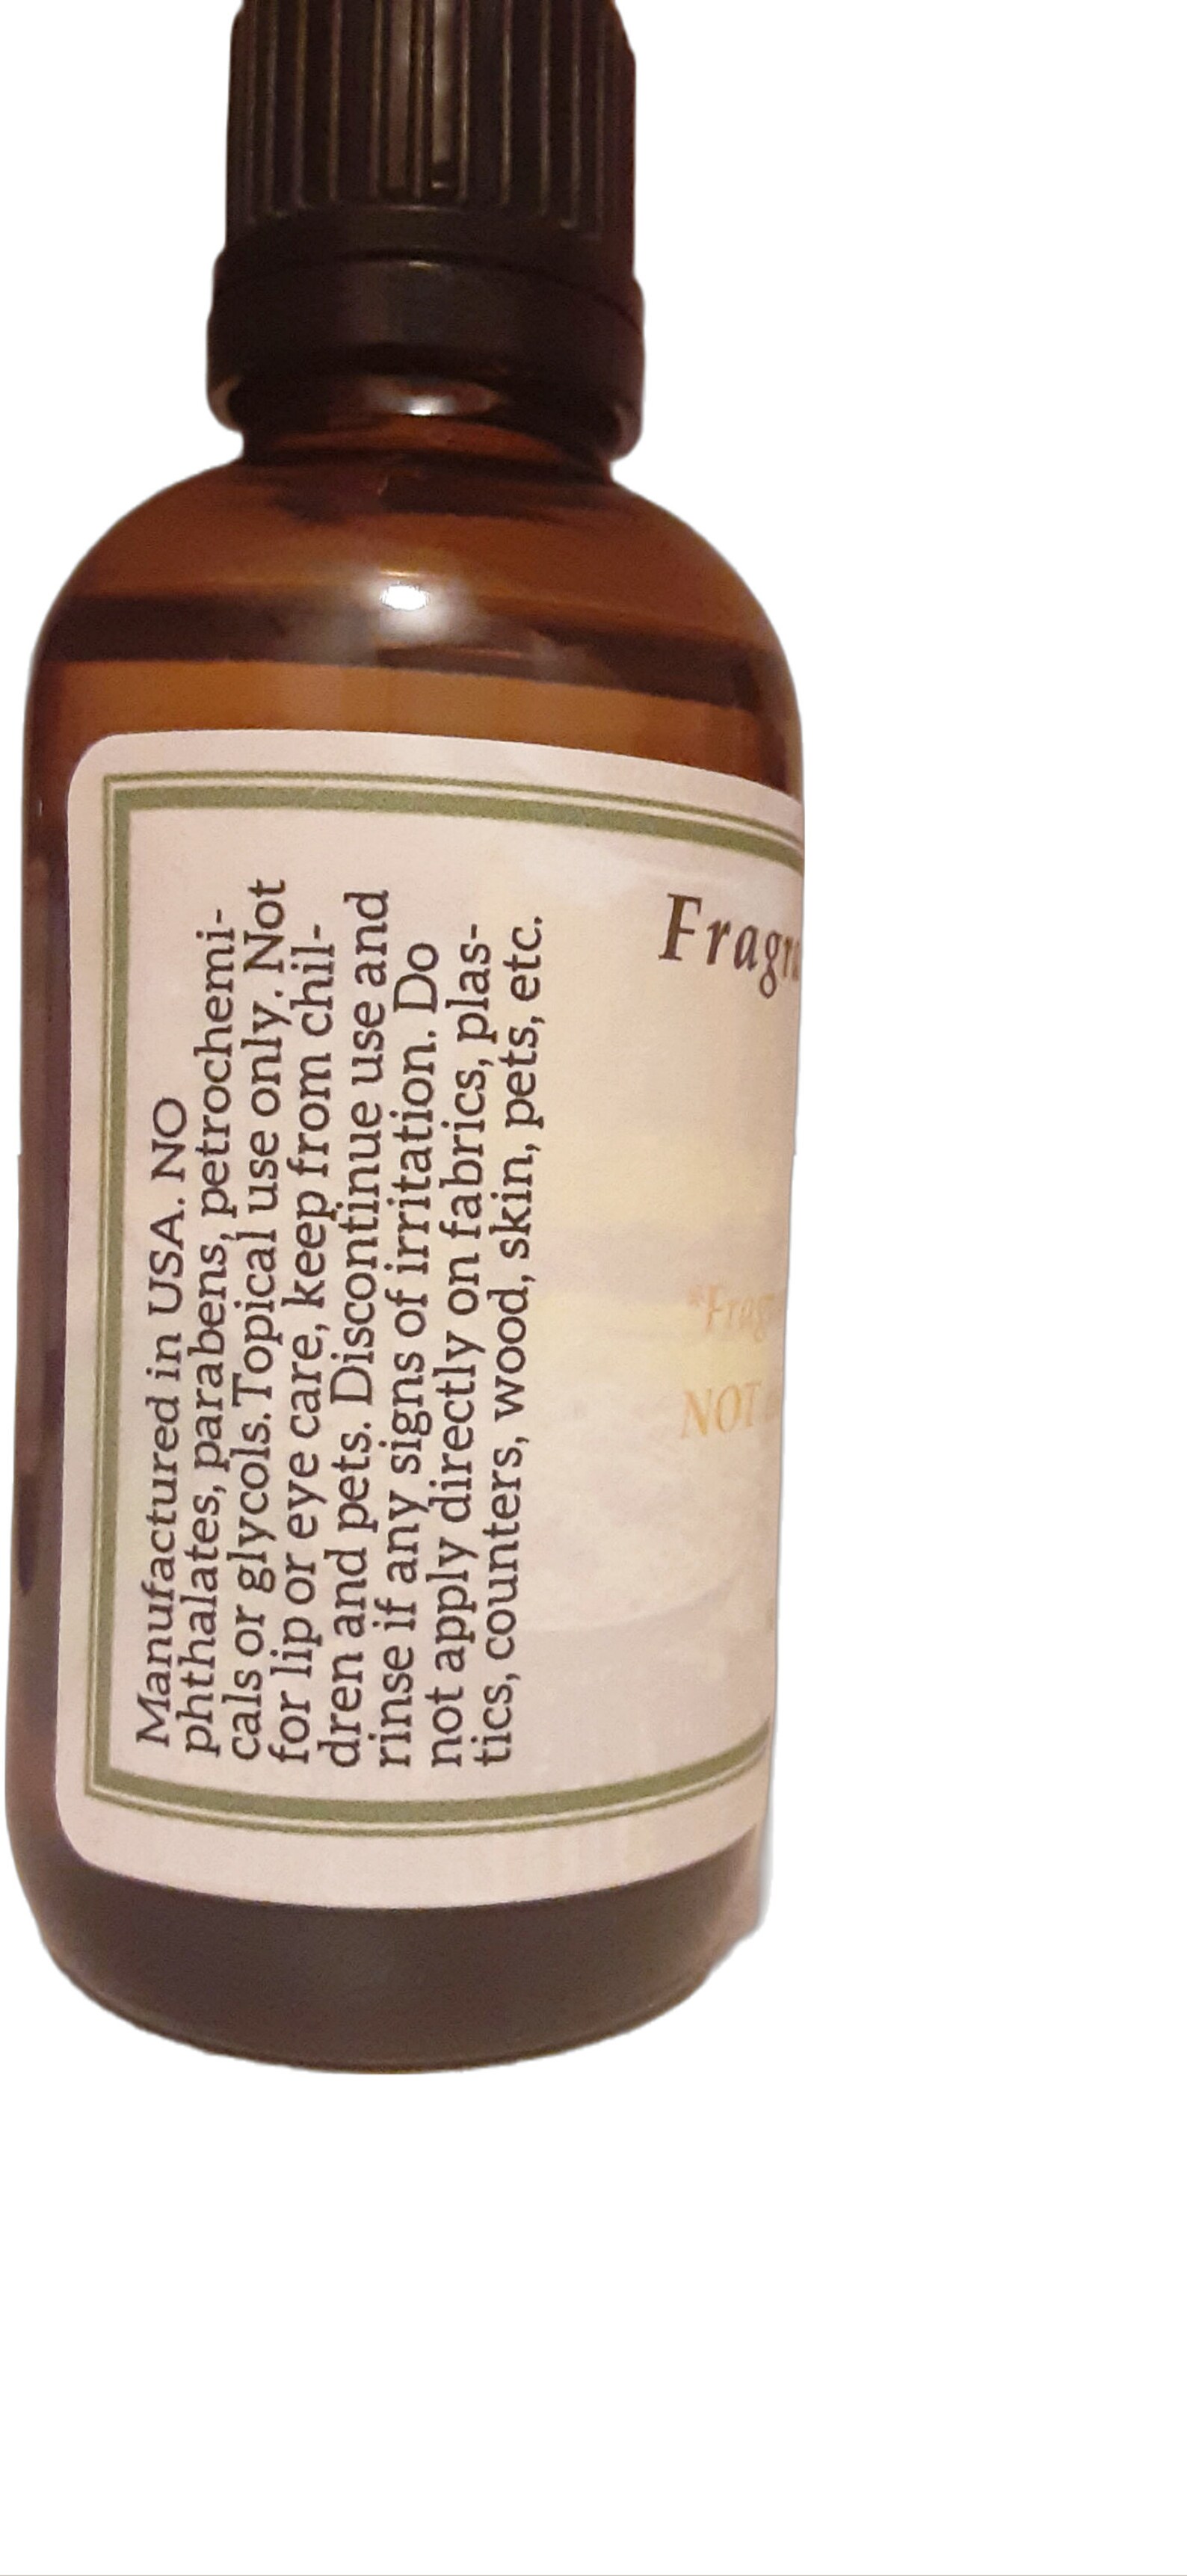 Manufactured in USA. NO
phthalates, parabens, petrochemi-
cals or glycols. Topical use only. Not
for lip or eye care, keep from chil-
dren and pets. Discontinue use and
rinse if any signs of irritation. Do
not apply directly on fabrics, plas-
tics, counters, wood, skin, pets, etc.
NOT